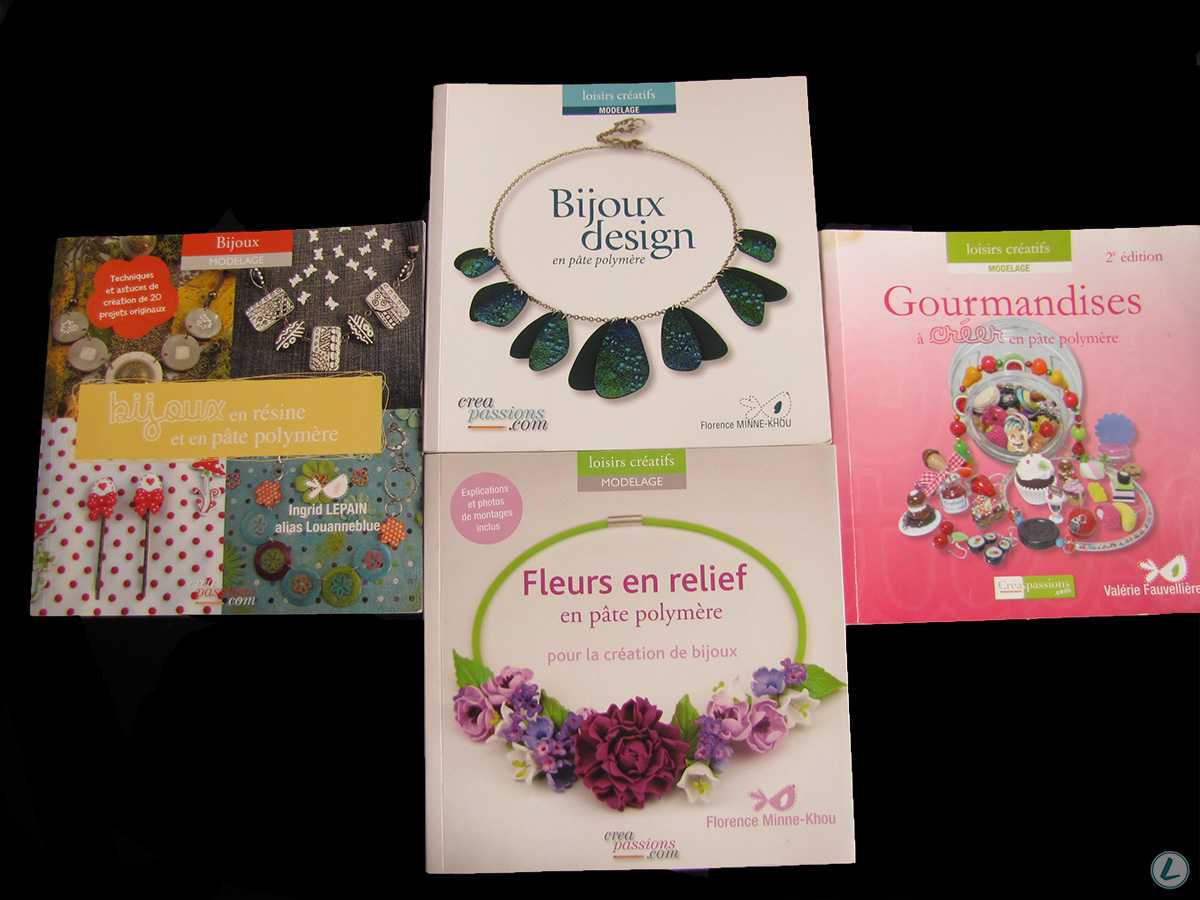 loisirs créatifs
MODELAGE
Bijoux
design
en pâte polymère
crea
passions
.com
Florence MINNE-KHOU
Bijoux
MODELAGE
Techniques
et astuces de
création de 20
projets originaux
bijoux en résine
et en pâte polymère
Ingrid LEPAIN
alias Louanneblue
crea
passions
.com
loisirs créatifs
MODELAGE
2e édition
Gourmandises
à créer en pâte polymère
Créa passions
.com
Valérie Fauvellière
loisirs créatifs
MODELAGE
Explications
et photos
de montages
inclus
Fleurs en relief
en pâte polymère
pour la création de bijoux
Florence Minne-Khou
crea
passions
.com
L